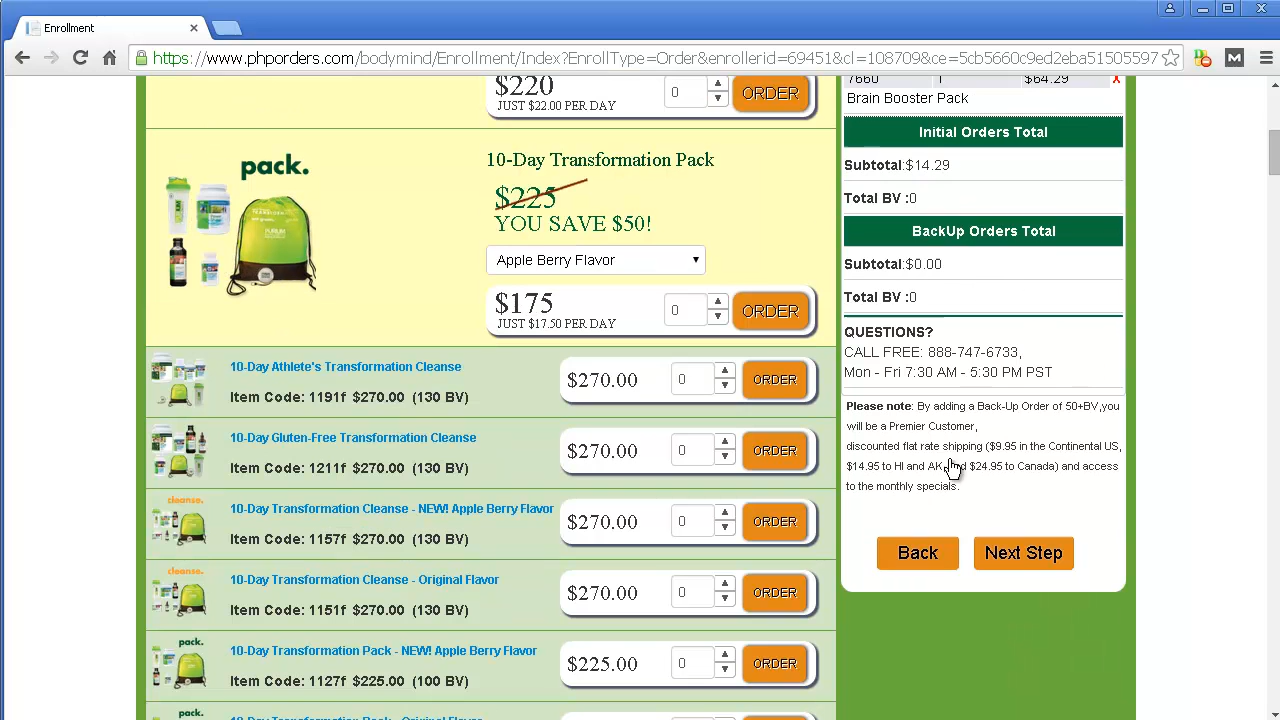 Enrollment
https://www.phporders.com/bodymind/Enrollment/Index?EnrollType=Order&enrollerid=69451&cl=108709&ce=5cb5660c9ed2eba51505597
$220
JUST $22.00 PER DAY
0
ORDER
pack.
10-Day Transformation Pack
$225
YOU SAVE $50!
Apple Berry Flavor
$175
JUST $17.50 PER DAY
0
ORDER
10-Day Athlete's Transformation Cleanse
Item Code: 1191f $270.00 (130 BV)
$270.00
0
ORDER
10-Day Gluten-Free Transformation Cleanse
Item Code: 1211f $270.00 (130 BV)
$270.00
0
ORDER
cleanse.
10-Day Transformation Cleanse - NEW! Apple Berry Flavor
Item Code: 1157f $270.00 (130 BV)
$270.00
0
ORDER
cleanse.
10-Day Transformation Cleanse - Original Flavor
Item Code: 1151f $270.00 (130 BV)
$270.00
0
ORDER
pack.
10-Day Transformation Pack - NEW! Apple Berry Flavor
Item Code: 1127f $225.00 (100 BV)
$225.00
0
ORDER
pack.
10-Day Transformation Pack - Original Flavor
7660 1 $64.29 x
Brain Booster Pack
Initial Orders Total
Subtotal:$14.29
Total BV :0
BackUp Orders Total
Subtotal:$0.00
Total BV :0
QUESTIONS?
CALL FREE: 888-747-6733,
Mon - Fri 7:30 AM - 5:30 PM PST
Please note: By adding a Back-Up Order of 50+BV,you
will be a Premier Customer,
discounted flat rate shipping ($9.95 in the Continental US,
$14.95 to HI and AK, and $24.95 to Canada) and access
to the monthly specials.
Back
Next Step